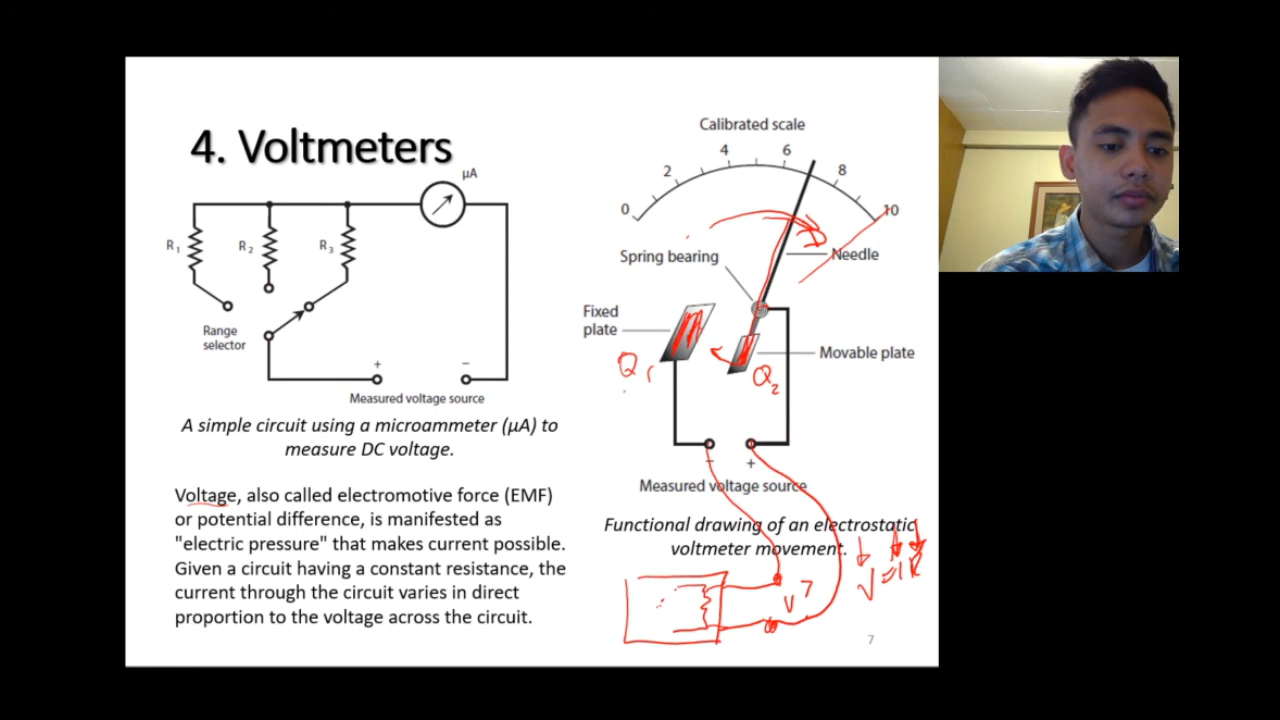 4. Voltmeters
μA
R1
R2
R3
Range
selector
+
−
Measured voltage source
A simple circuit using a microammeter (μA) to
measure DC voltage.
Voltage, also called electromotive force (EMF)
or potential difference, is manifested as
"electric pressure" that makes current possible.
Given a circuit having a constant resistance, the
current through the circuit varies in direct
proportion to the voltage across the circuit.
Calibrated scale
0
2
4
6
8
10
Spring bearing
Needle
Fixed
plate
Movable plate
Q1
Q2
−
+
Measured voltage source
Functional drawing of an electrostatic
voltmeter movement.
V?
V=IR
7